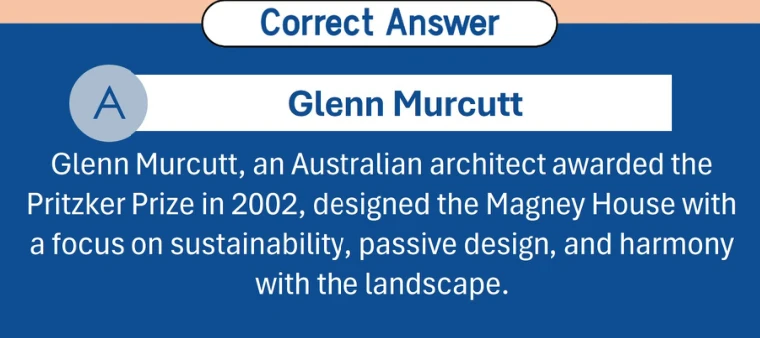 Correct Answer
A
Glenn Murcutt
Glenn Murcutt, an Australian architect awarded the
Pritzker Prize in 2002, designed the Magney House with
a focus on sustainability, passive design, and harmony
with the landscape.